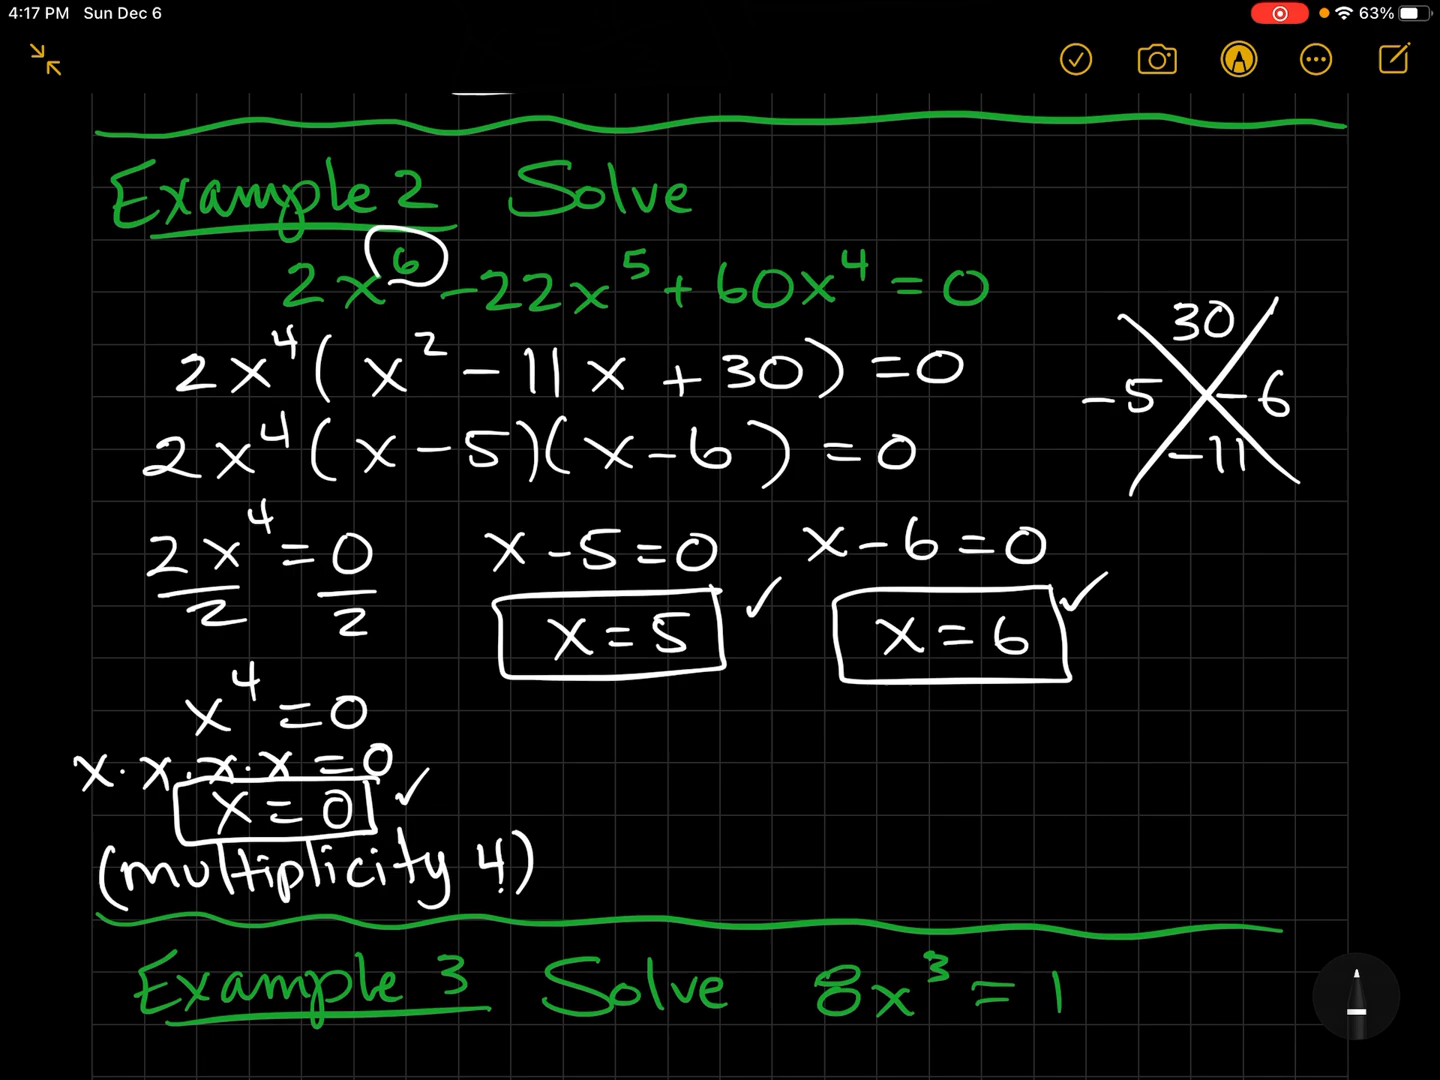 4:17 PM Sun Dec 6 63%
Example 2 Solve
2x⁶ - 22x⁵ + 60x⁴ = 0
2x⁴(x² - 11x + 30) = 0
30
-5 -6
-11
2x⁴(x - 5)(x - 6) = 0
2x⁴ = 0 x - 5 = 0 x - 6 = 0
2 2
x = 5 ✓ x = 6 ✓
x⁴ = 0
x · x · x · x = 0
x = 0 ✓
(multiplicity 4)
Example 3 Solve 8x³ = 1